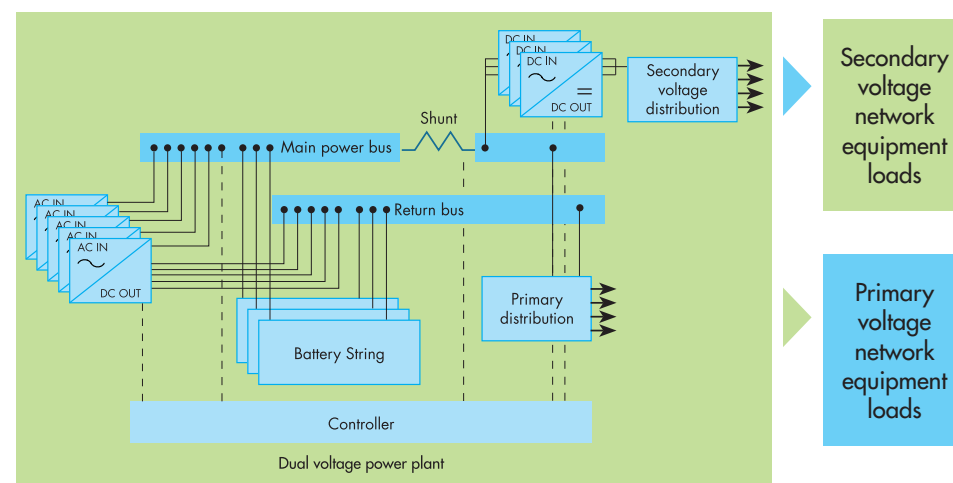 DC IN
DC IN
DC IN
DC OUT
Secondary
voltage
distribution
Secondary
voltage
network
equipment
loads
Shunt
Main power bus
Return bus
AC IN
AC IN
AC IN
AC IN
AC IN
DC OUT
Primary
distribution
Battery String
Primary
voltage
network
equipment
loads
Controller
Dual voltage power plant